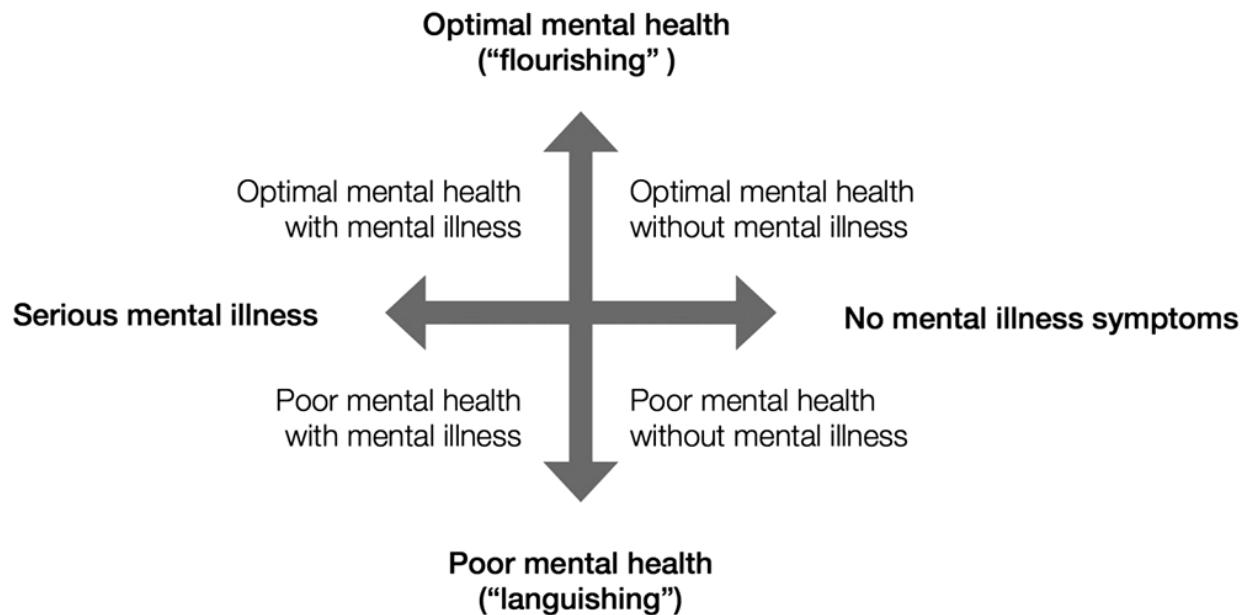 Optimal mental health
(“flourishing” )
Optimal mental health
with mental illness
Optimal mental health
without mental illness
Serious mental illness
No mental illness symptoms
Poor mental health
with mental illness
Poor mental health
without mental illness
Poor mental health
(“languishing”)